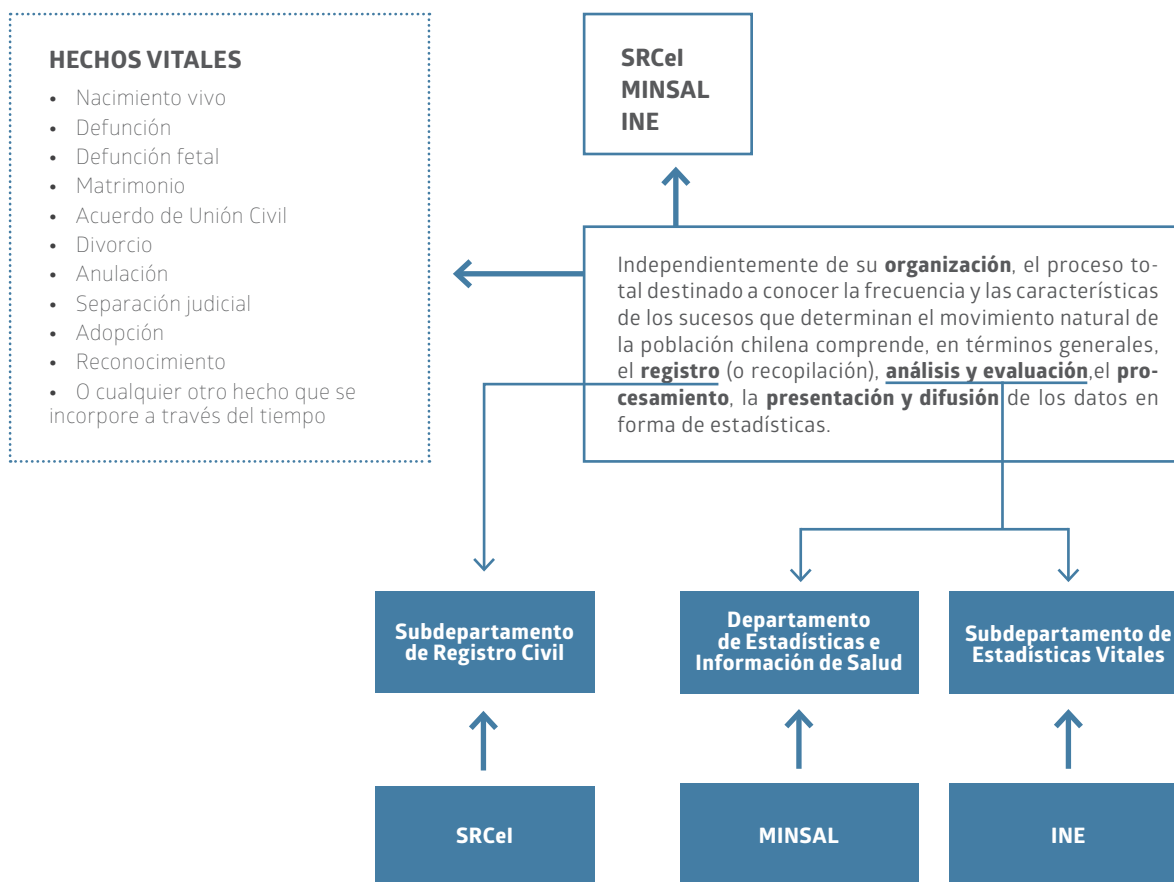 HECHOS VITALES
• Nacimiento vivo
• Defunción
• Defunción fetal
• Matrimonio
• Acuerdo de Unión Civil
• Divorcio
• Anulación
• Separación judicial
• Adopción
• Reconocimiento
• O cualquier otro hecho que se
incorpore a través del tiempo
SRCeI
MINSAL
INE
Independientemente de su organización, el proceso to-
tal destinado a conocer la frecuencia y las características
de los sucesos que determinan el movimiento natural de
la población chilena comprende, en términos generales,
el registro (o recopilación), análisis y evaluación,el pro-
cesamiento, la presentación y difusión de los datos en
forma de estadísticas.
Subdepartamento
de Registro Civil
Departamento
de Estadísticas e
Información de Salud
Subdepartamento de
Estadísticas Vitales
SRCeI
MINSAL
INE